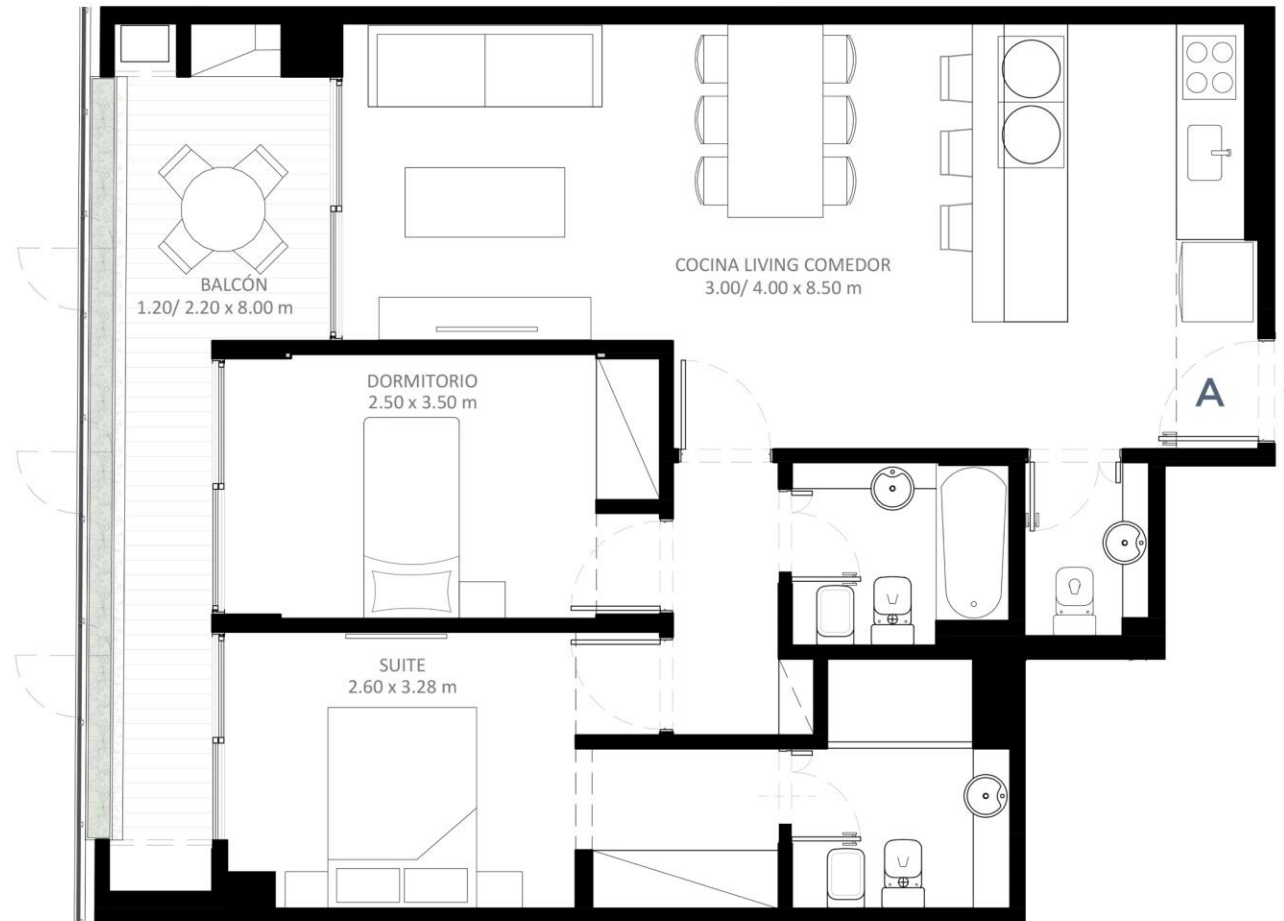 COCINA LIVING COMEDOR
3.00/ 4.00 x 8.50 m
BALCÓN
1.20/ 2.20 x 8.00 m
DORMITORIO
2.50 x 3.50 m
A
SUITE
2.60 x 3.28 m